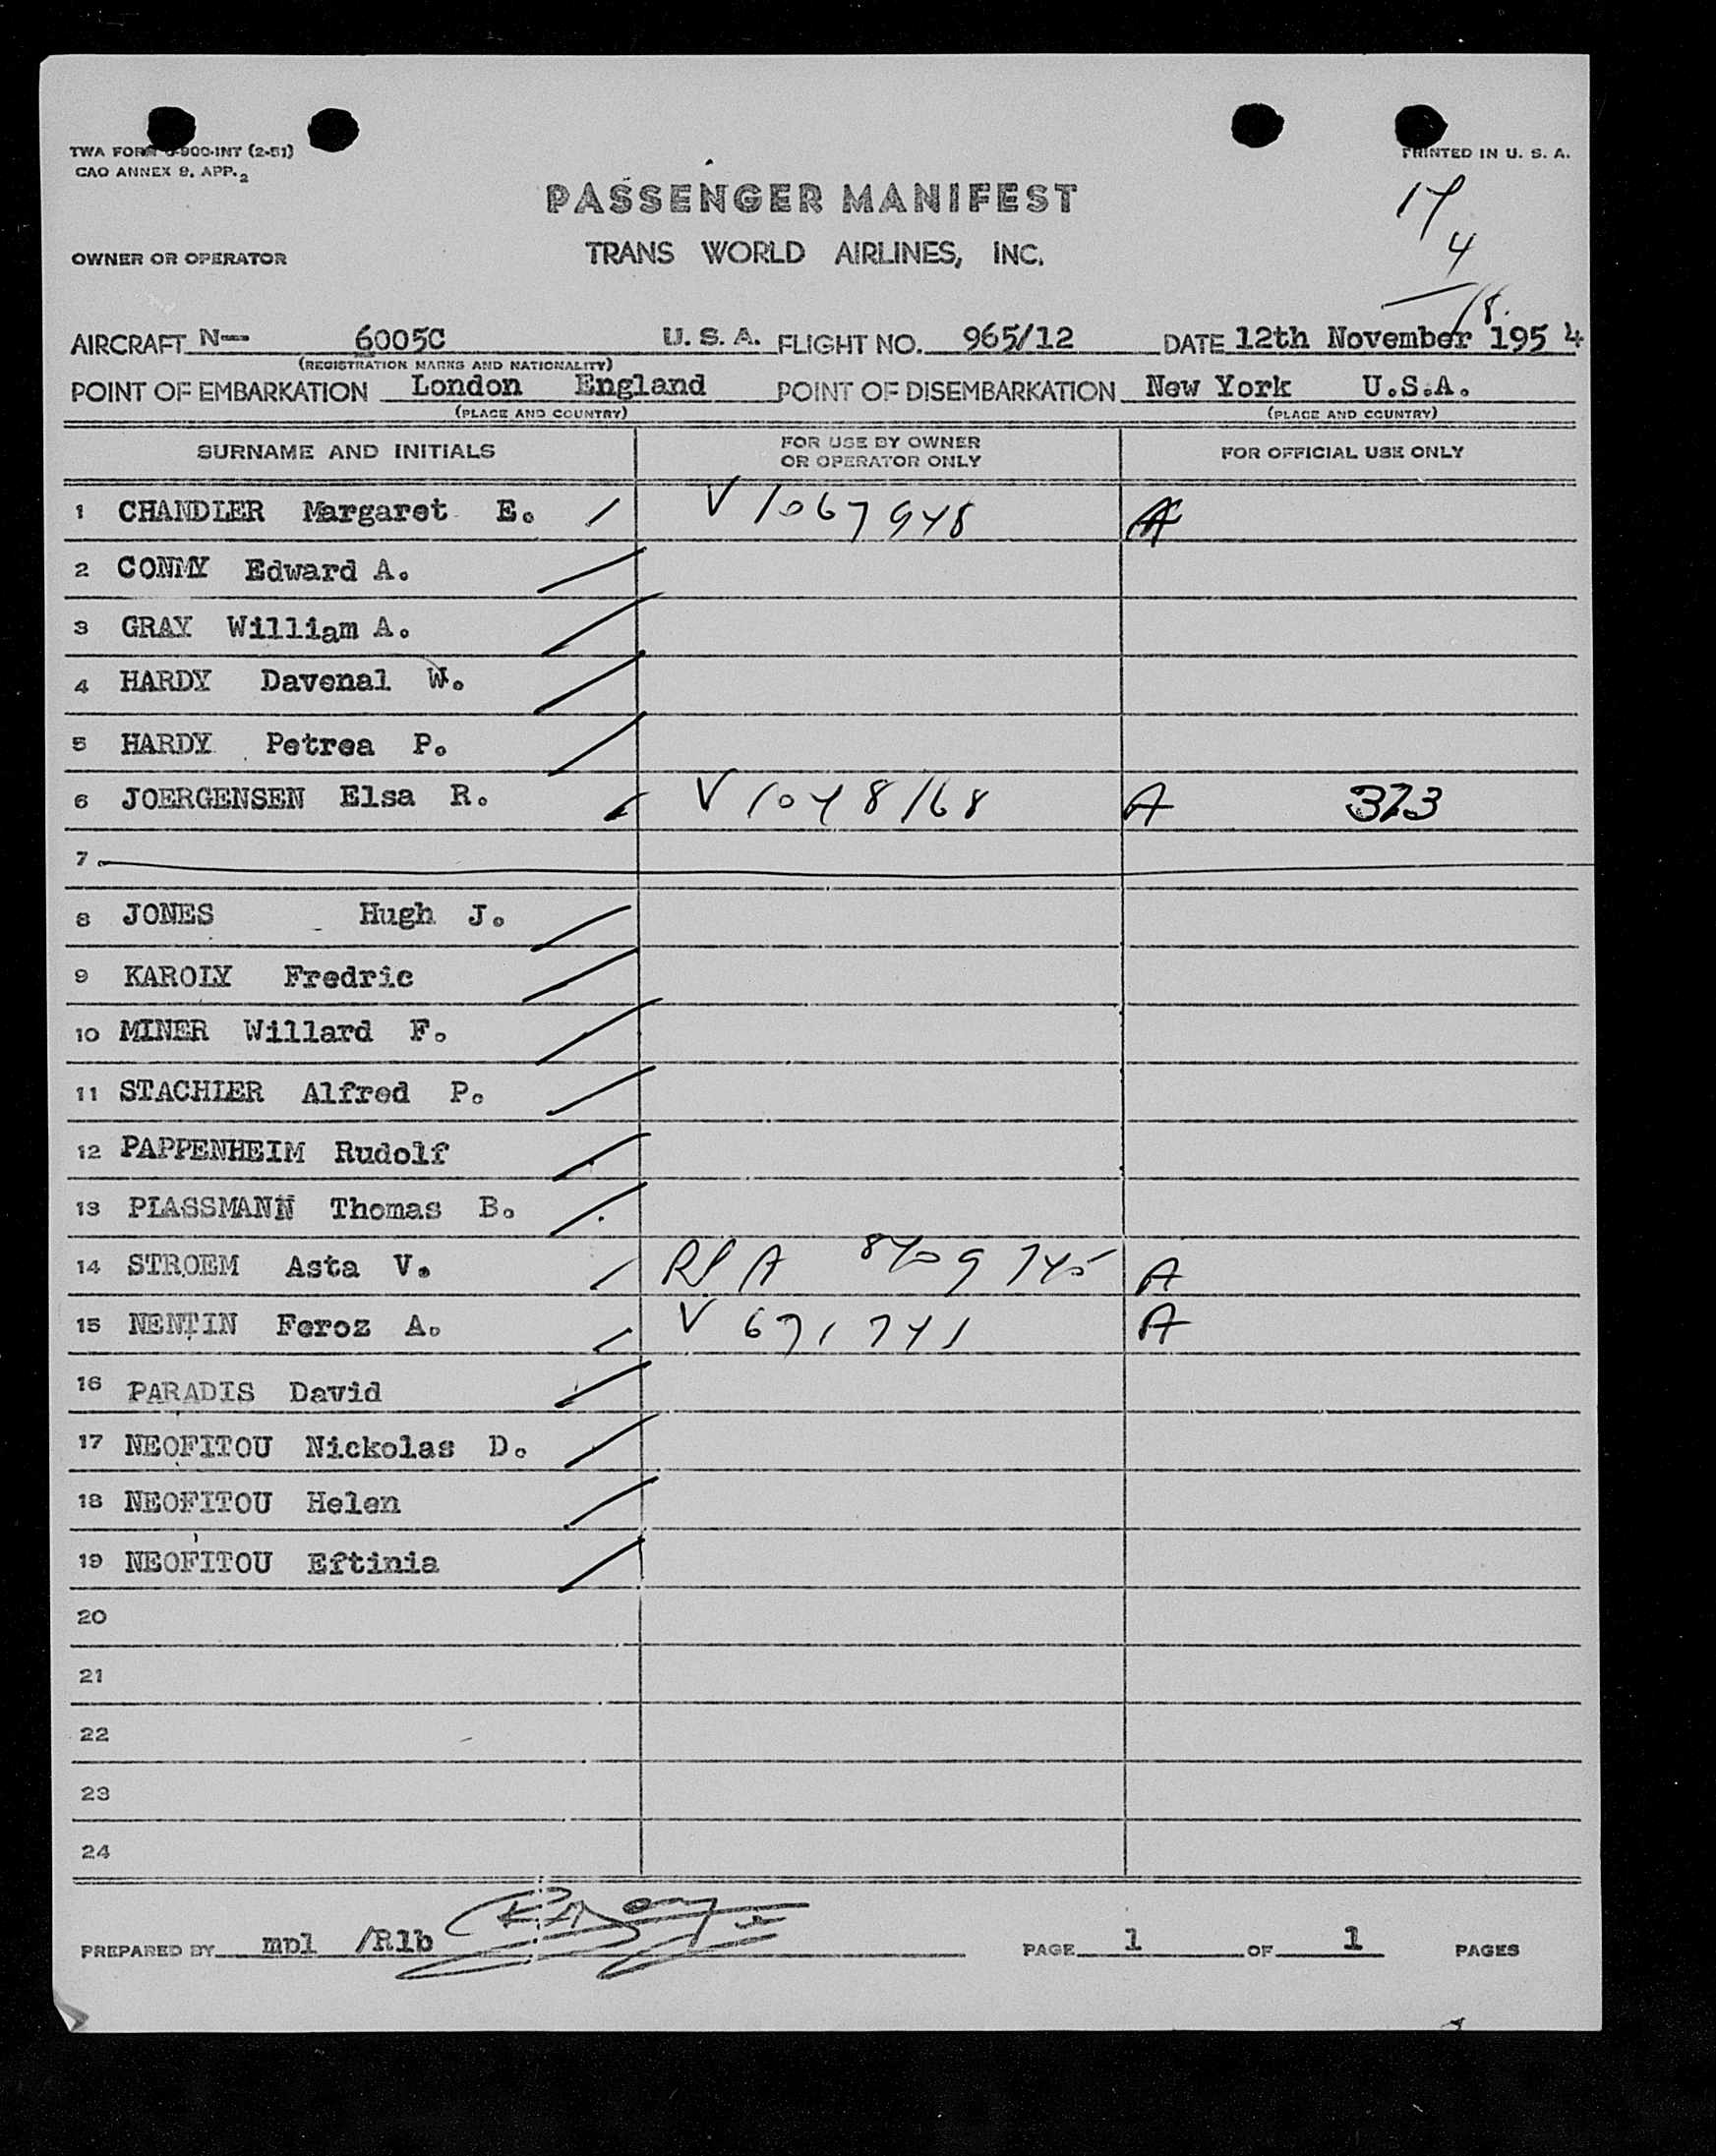 TWA FORM -900-INT (2-51)
CAO ANNEX 9. APP. 2
PRINTED IN U. S. A.
PASSENGER MANIFEST
OWNER OR OPERATOR
TRANS WORLD AIRLINES, INC.
14
4
18.
AIRCRAFT N— 6005C U. S. A. FLIGHT NO. 965/12 DATE 12th November 1954
(REGISTRATION MARKS AND NATIONALITY)
POINT OF EMBARKATION London England POINT OF DISEMBARKATION New York U.S.A.
(PLACE AND COUNTRY) (PLACE AND COUNTRY)
SURNAME AND INITIALS FOR USE BY OWNER OR OPERATOR ONLY FOR OFFICIAL USE ONLY
1 CHANDLER Margaret E. V 1067948 A
2 CONMY Edward A.
3 GRAY William A.
4 HARDY Davenal W.
5 HARDY Petrea P.
6 JOERGENSEN Elsa R. V 1048168 A 323
7
8 JONES Hugh J.
9 KAROLY Fredric
10 MINER Willard F.
11 STACHLER Alfred P.
12 PAPPENHEIM Rudolf
13 PLASSMANN Thomas B.
14 STROEM Asta V. A
15 NENTIN Feroz A. V 671741 A
16 PARADIS David
17 NEOFITOU Nickolas D.
18 NEOFITOU Helen
19 NEOFITOU Eftinia
20
21
22
23
24
PREPARED BY mpl /Rlb PAGE 1 OF 1 PAGES